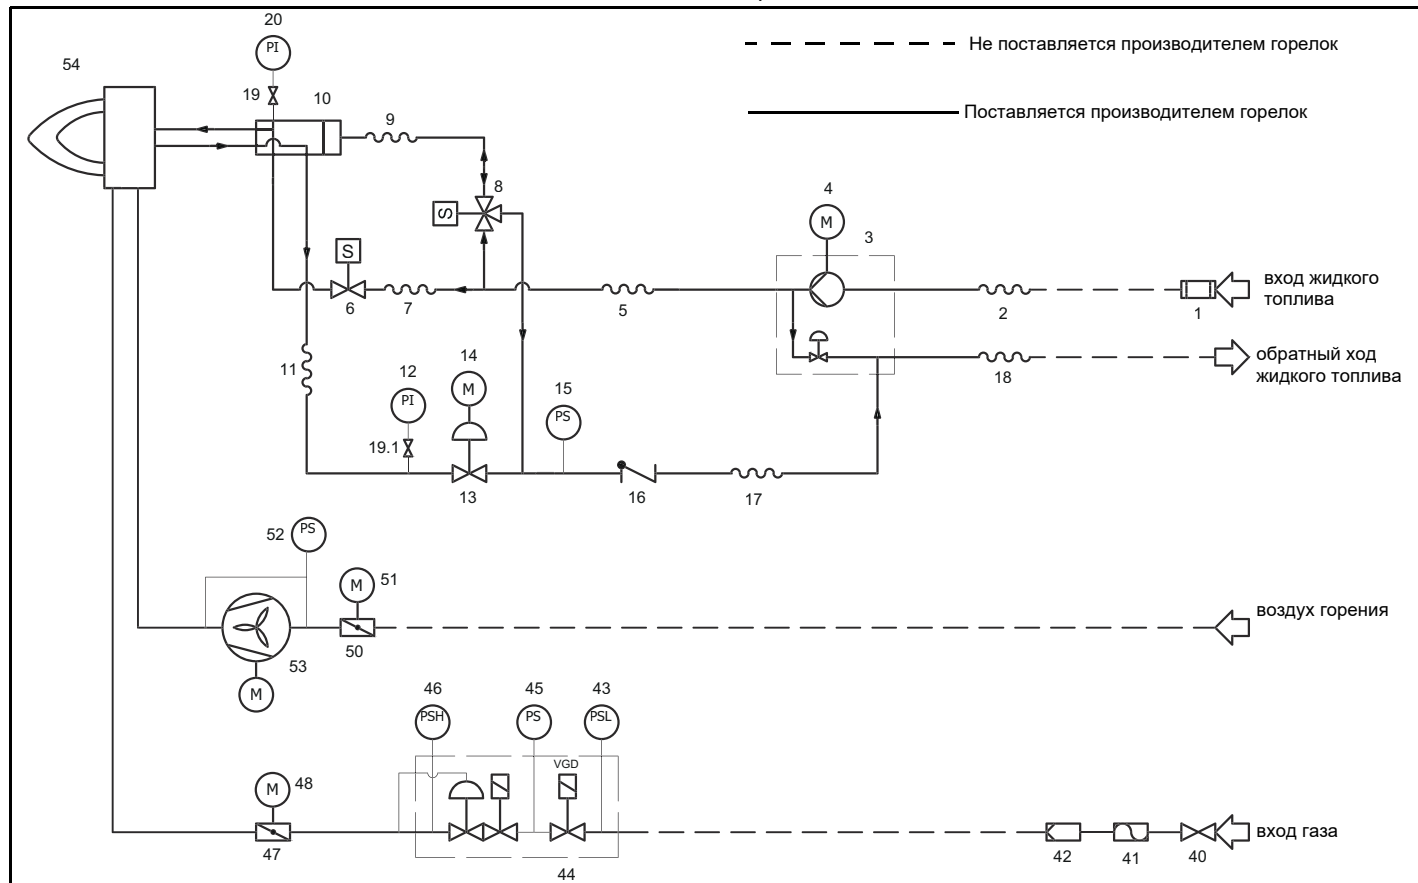 20
PI
Не поставляется производителем горелок
54
19
10
9
Поставляется производителем горелок
8
S
4
M
3
S
6
7
5
2
1
вход жидкого
топлива
обратный ход
жидкого топлива
18
11
12
PI
14
M
15
PS
19.1
13
16
17
52
PS
M
51
воздух горения
50
53
M
46
PSH
45
PS
43
PSL
VGD
M
48
47
44
42
41
40
вход газа